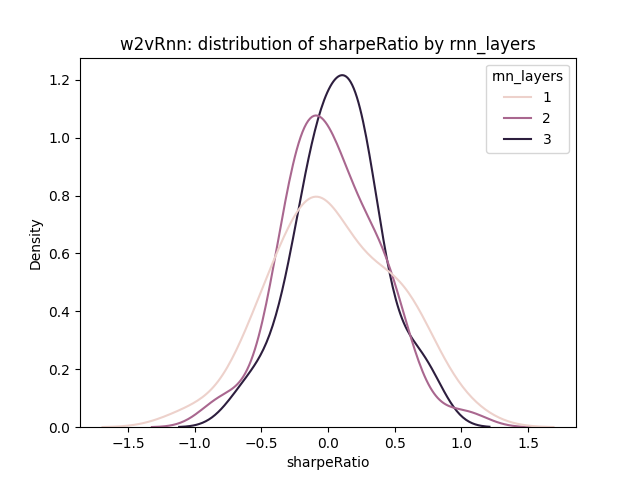 w2vRnn: distribution of sharpeRatio by rnn_layers
rnn_layers
1
2
3
Density
1.2
1.0
0.8
0.6
0.4
0.2
0.0
−1.5 −1.0 −0.5 0.0 0.5 1.0 1.5
sharpeRatio